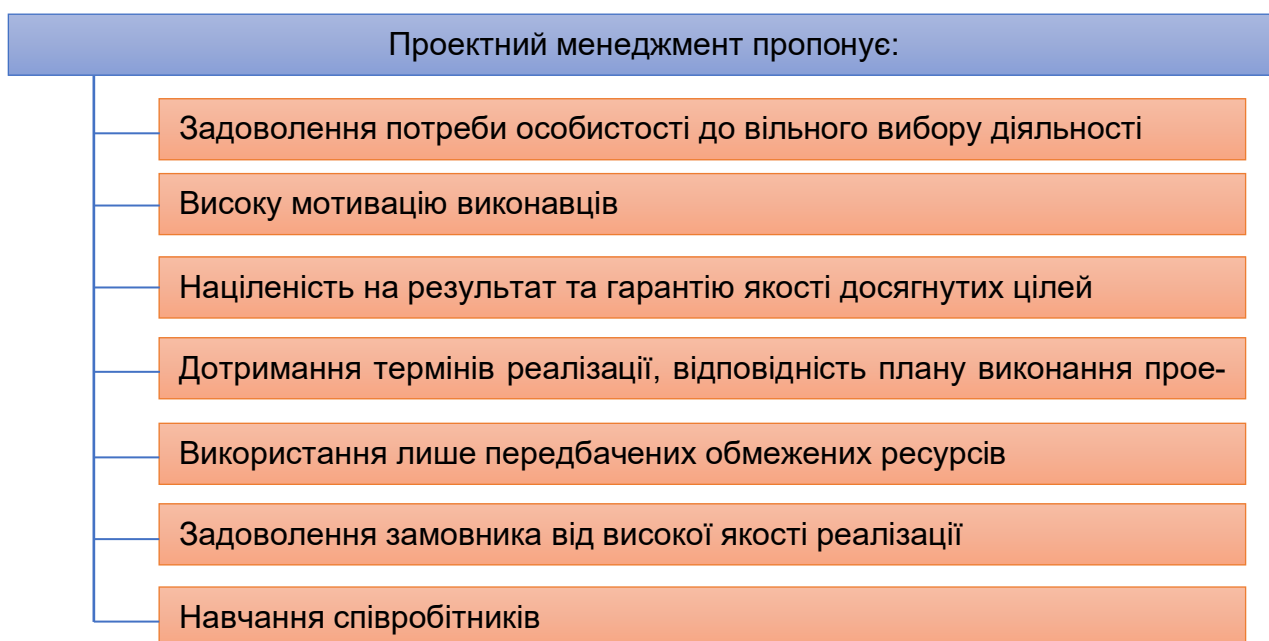 Проектний менеджмент пропонує:
Задоволення потреби особистості до вільного вибору діяльності
Високу мотивацію виконавців
Націленість на результат та гарантію якості досягнутих цілей
Дотримання термінів реалізації, відповідність плану виконання прое-
Використання лише передбачених обмежених ресурсів
Задоволення замовника від високої якості реалізації
Навчання співробітників